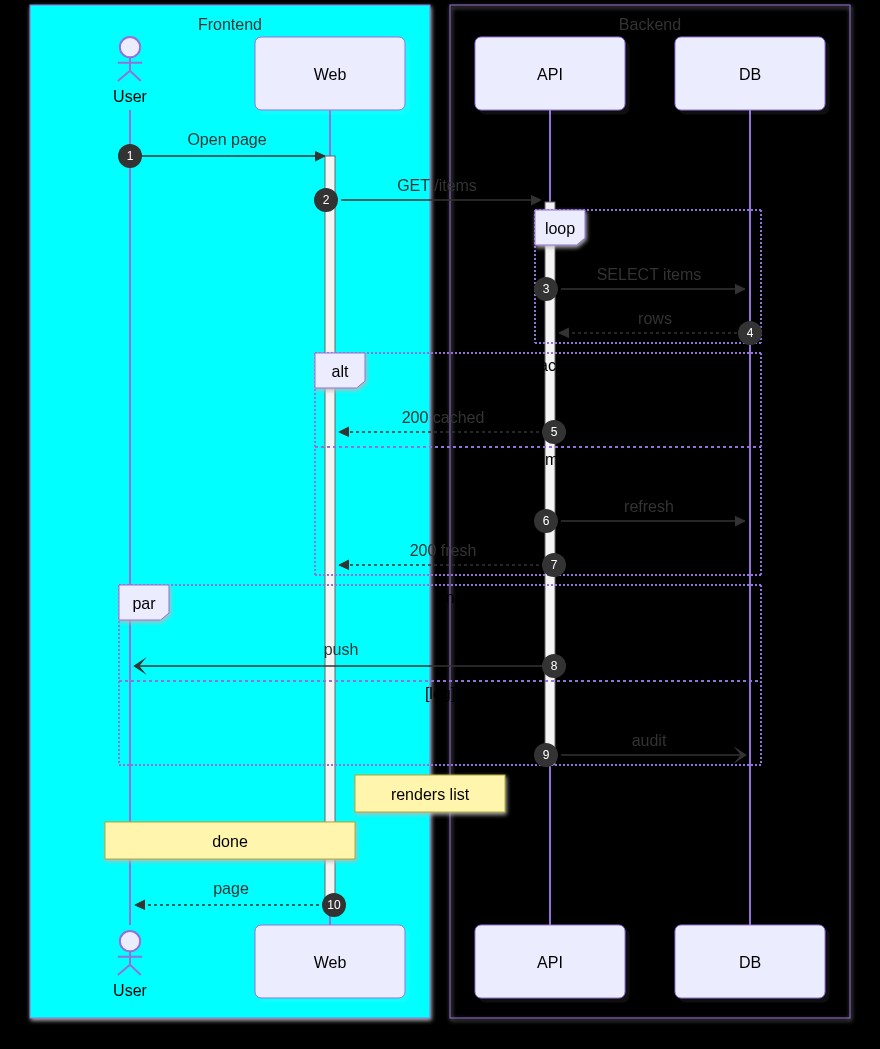 Frontend
Backend
User
Web
API
DB
1
Open page
2
GET /items
loop
3
SELECT items
rows
4
alt
200 cached
5
6
refresh
200 fresh
7
par
push
8
9
audit
renders list
done
page
10
User
Web
API
DB